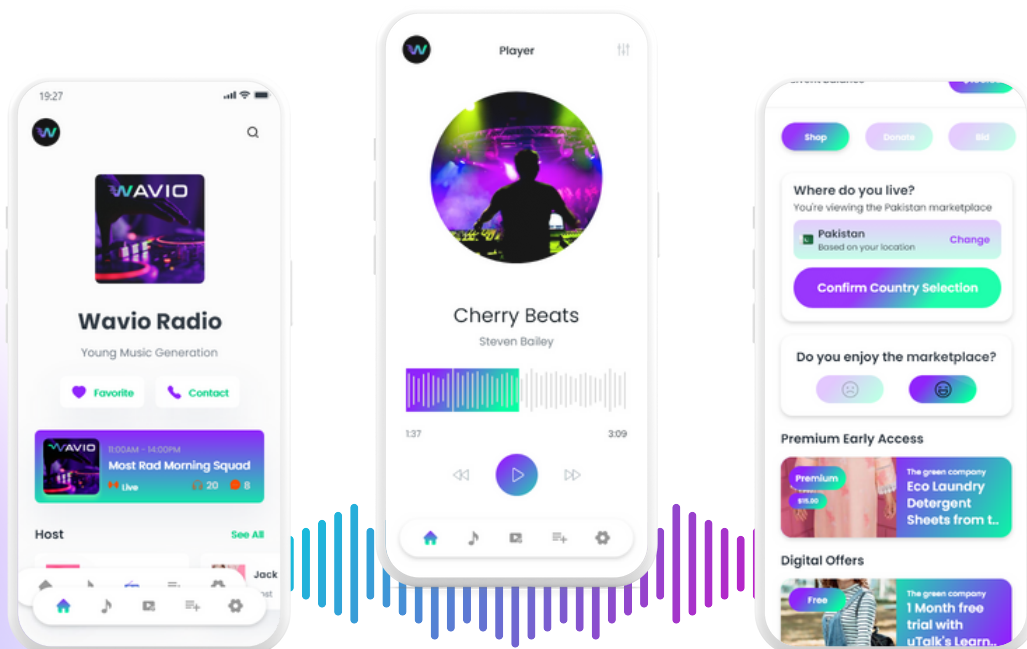 19:27
WAVIO
Wavio Radio
Young Music Generation
Favorite
Contact
WAVIO
11:00AM - 14:00PM
Most Rad Morning Squad
Live
20
8
Host
See All
Jack
Player
Cherry Beats
Steven Bailey
1:37
3:09
Shop
Donate
Bid
Where do you live?
You're viewing the Pakistan marketplace
Pakistan
Based on your location
Change
Confirm Country Selection
Do you enjoy the marketplace?
Premium Early Access
Premium
$15.00
The green company
Eco Laundry
Detergent
Sheets from t..
Digital Offers
Free
The green company
1 Month free
trial with
uTalk's Learn..